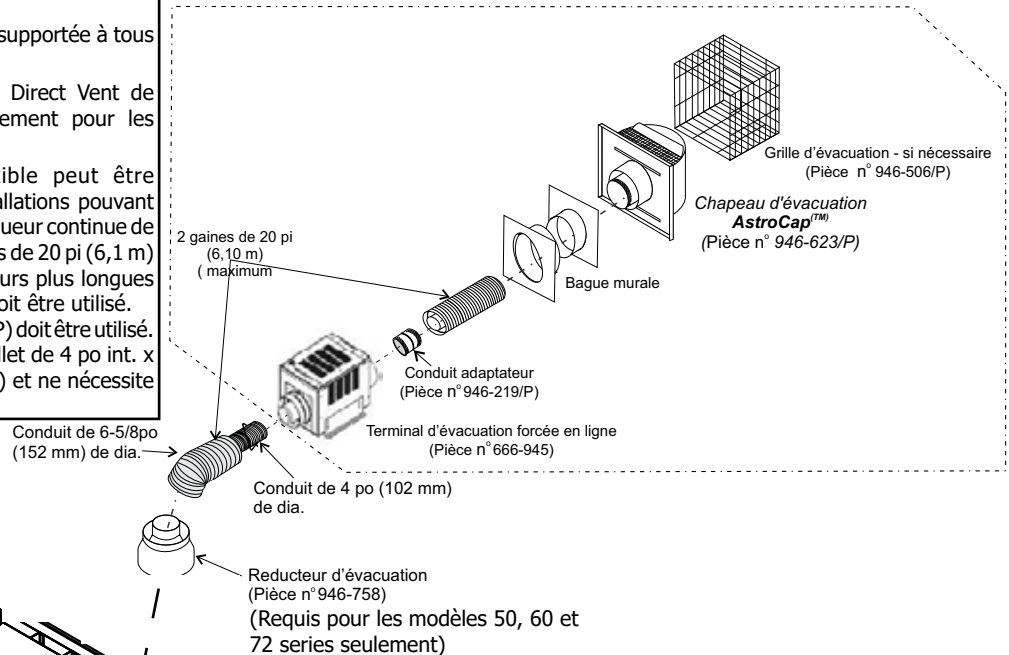 supportée à tous
Direct Vent de
ement pour les
ible peut être
allations pouvant
ueur continue de
s de 20 pi (6,1 m)
urs plus longues
oit être utilisé.
P) doit être utilisé.
llet de 4 po int. x
) et ne nécessite
Grille d'évacuation - si nécessaire
(Pièce n° 946-506/P)
Chapeau d'évacuation
AstroCap(TM)
(Pièce n° 946-623/P)
2 gaines de 20 pi
(6,10 m)
( maximum
Bague murale
Conduit adaptateur
(Pièce n° 946-219/P)
Terminal d'évacuation forcée en ligne
(Pièce n° 666-945)
Conduit de 6-5/8po
(152 mm) de dia.
Conduit de 4 po (102 mm)
de dia.
Reducteur d'évacuation
(Pièce n° 946-758)
(Requis pour les modèles 50, 60 et
72 series seulement)